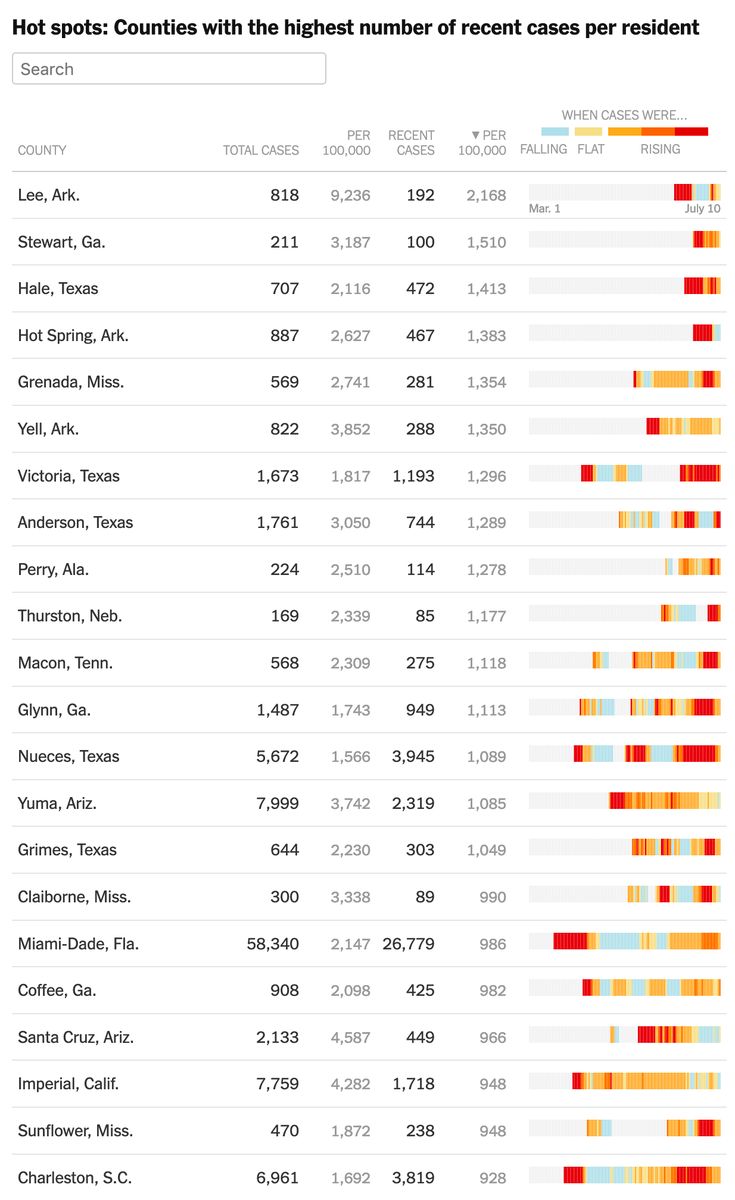 Hot spots: Counties with the highest number of recent cases per resident
Search
WHEN CASES WERE...
COUNTY TOTAL CASES PER 100,000 RECENT CASES ▼ PER 100,000 FALLING FLAT RISING
Lee, Ark. 818 9,236 192 2,168
Mar. 1 July 10
Stewart, Ga. 211 3,187 100 1,510
Hale, Texas 707 2,116 472 1,413
Hot Spring, Ark. 887 2,627 467 1,383
Grenada, Miss. 569 2,741 281 1,354
Yell, Ark. 822 3,852 288 1,350
Victoria, Texas 1,673 1,817 1,193 1,296
Anderson, Texas 1,761 3,050 744 1,289
Perry, Ala. 224 2,510 114 1,278
Thurston, Neb. 169 2,339 85 1,177
Macon, Tenn. 568 2,309 275 1,118
Glynn, Ga. 1,487 1,743 949 1,113
Nueces, Texas 5,672 1,566 3,945 1,089
Yuma, Ariz. 7,999 3,742 2,319 1,085
Grimes, Texas 644 2,230 303 1,049
Claiborne, Miss. 300 3,338 89 990
Miami-Dade, Fla. 58,340 2,147 26,779 986
Coffee, Ga. 908 2,098 425 982
Santa Cruz, Ariz. 2,133 4,587 449 966
Imperial, Calif. 7,759 4,282 1,718 948
Sunflower, Miss. 470 1,872 238 948
Charleston, S.C. 6,961 1,692 3,819 928